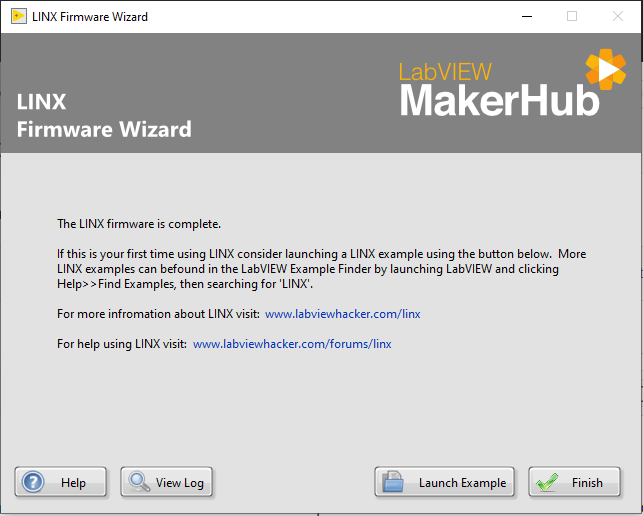 LINX Firmware Wizard
LabVIEW
MakerHub
LINX
Firmware Wizard
The LINX firmware is complete.
If this is your first time using LINX consider launching a LINX example using the button below.  More
LINX examples can befound in the LabVIEW Example Finder by launching LabVIEW and clicking
Help>>Find Examples, then searching for 'LINX'.
For more infromation about LINX visit:  www.labviewhacker.com/linx
For help using LINX visit:  www.labviewhacker.com/forums/linx
Help
View Log
Launch Example
Finish